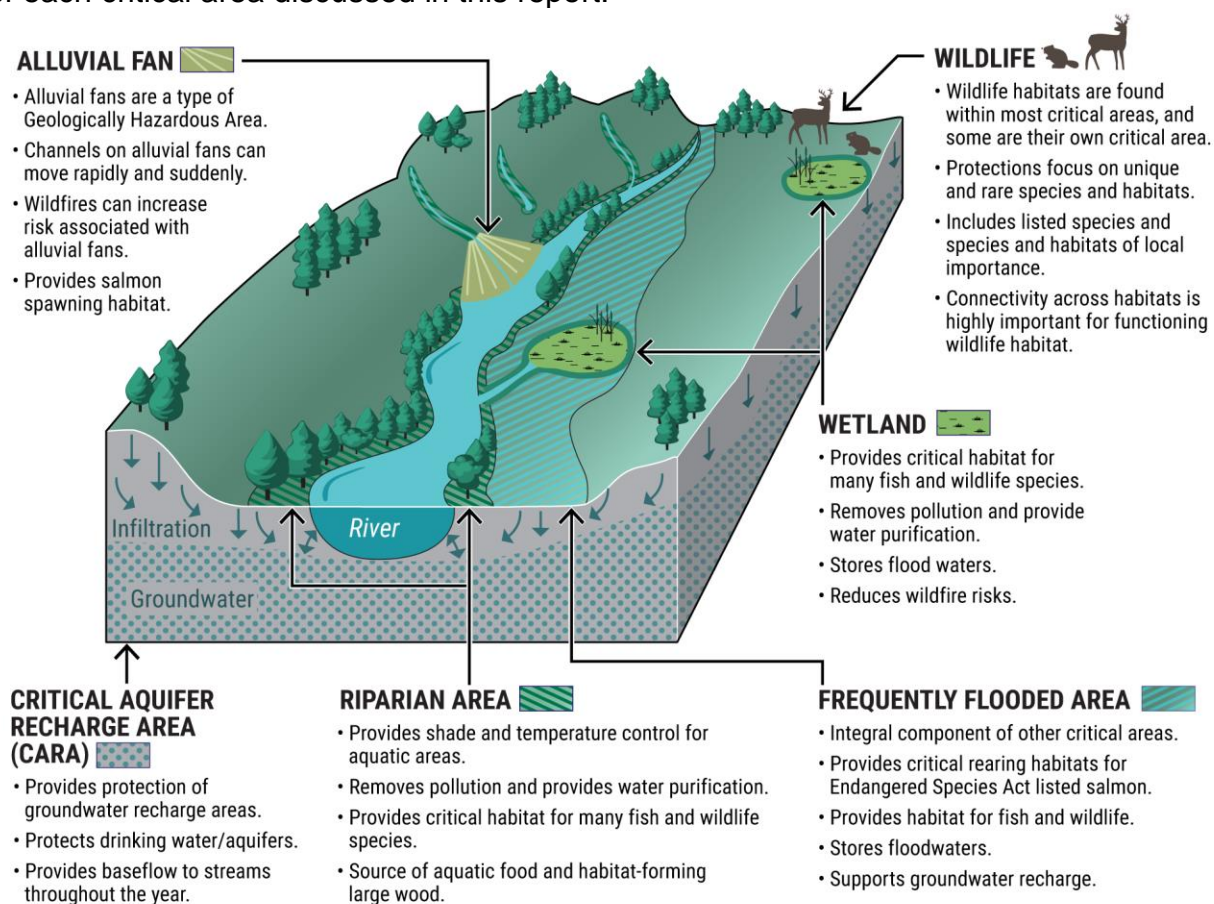 r each critical area discussed in this report.
ALLUVIAL FAN
• Alluvial fans are a type of
Geologically Hazardous Area.
• Channels on alluvial fans can
move rapidly and suddenly.
• Wildfires can increase
risk associated with
alluvial fans.
• Provides salmon
spawning habitat.
WILDLIFE
• Wildlife habitats are found
within most critical areas, and
some are their own critical area.
• Protections focus on unique
and rare species and habitats.
• Includes listed species and
species and habitats of local
importance.
• Connectivity across habitats is
highly important for functioning
wildlife habitat.
WETLAND
• Provides critical habitat for
many fish and wildlife species.
• Removes pollution and provide
water purification.
• Stores flood waters.
• Reduces wildfire risks.
Infiltration
River
Groundwater
CRITICAL AQUIFER
RECHARGE AREA
(CARA)
• Provides protection of
groundwater recharge areas.
• Protects drinking water/aquifers.
• Provides baseflow to streams
throughout the year.
RIPARIAN AREA
• Provides shade and temperature control for
aquatic areas.
• Removes pollution and provides water purification.
• Provides critical habitat for many fish and wildlife
species.
• Source of aquatic food and habitat-forming
large wood.
FREQUENTLY FLOODED AREA
• Integral component of other critical areas.
• Provides critical rearing habitats for
Endangered Species Act listed salmon.
• Provides habitat for fish and wildlife.
• Stores floodwaters.
• Supports groundwater recharge.